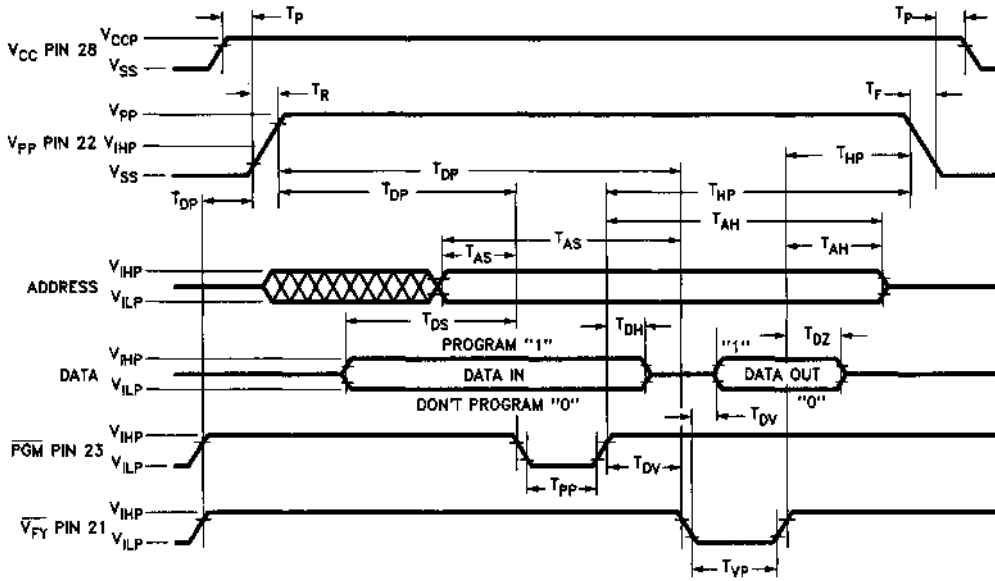 TP TP
VCC PIN 28 VCCP
VSS
TR TF
VPP
VPP PIN 22 VIHP
VSS
THP
TDP
TDP TDP THP
TAH
TAS
TAS TAH
ADDRESS VIHP
VILP
TDS TDH TDZ
PROGRAM "1" "1"
DATA VIHP
VILP
DATA IN DATA OUT
DON'T PROGRAM "0" "0"
TDV
PGM PIN 23 VIHP
VILP
TDV
TPP
VFY PIN 21 VIHP
VILP
TVP